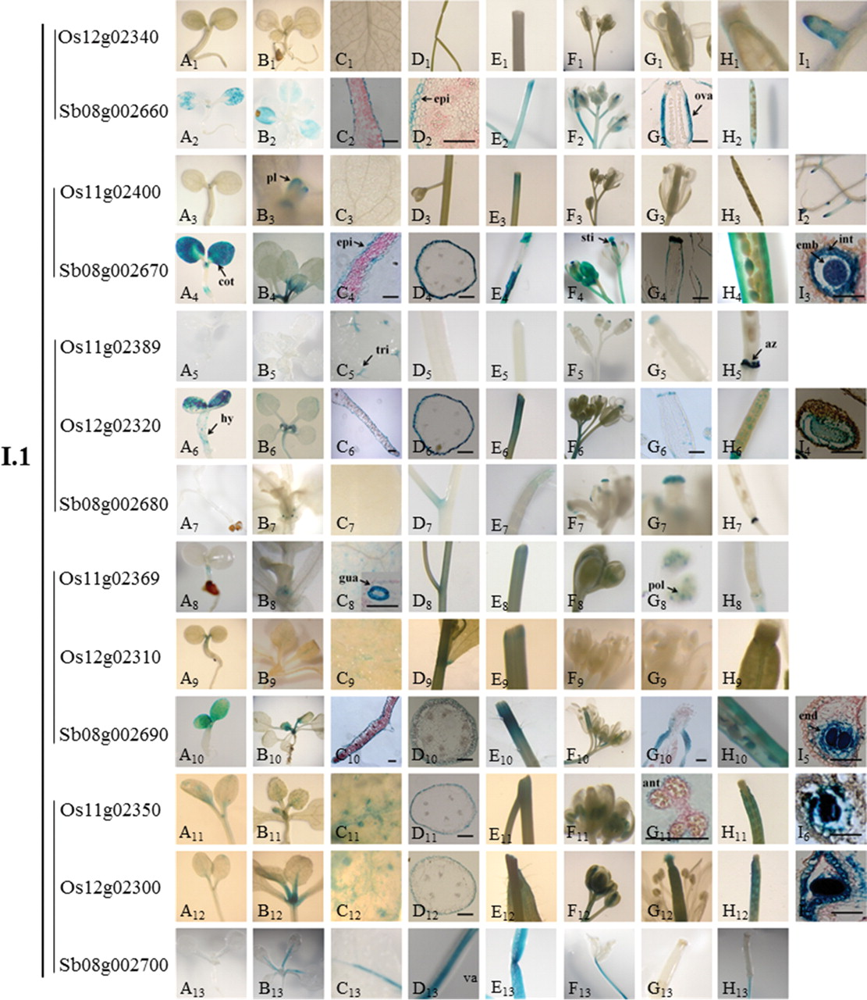 Os12g02340
A1 B1 C1 D1 E1 F1 G1 H1 I1
Sb08g002660
epi ova
A2 B2 C2 D2 E2 F2 G2 H2
Os11g02400
pl
A3 B3 C3 D3 E3 F3 G3 H3 I2
Sb08g002670
cot epi sti emb int
A4 B4 C4 D4 E4 F4 G4 H4 I3
Os11g02389
tri az
A5 B5 C5 D5 E5 F5 G5 H5
Os12g02320
hy
A6 B6 C6 D6 E6 F6 G6 H6 I4
I.1
Sb08g002680
A7 B7 C7 D7 E7 F7 G7 H7
Os11g02369
gua pol
A8 B8 C8 D8 E8 F8 G8 H8
Os12g02310
A9 B9 C9 D9 E9 F9 G9 H9
Sb08g002690
end
A10 B10 C10 D10 E10 F10 G10 H10 I5
Os11g02350
ant
A11 B11 C11 D11 E11 F11 G11 H11 I6
Os12g02300
A12 B12 C12 D12 E12 F12 G12 H12
Sb08g002700
va
A13 B13 C13 D13 E13 F13 G13 H13